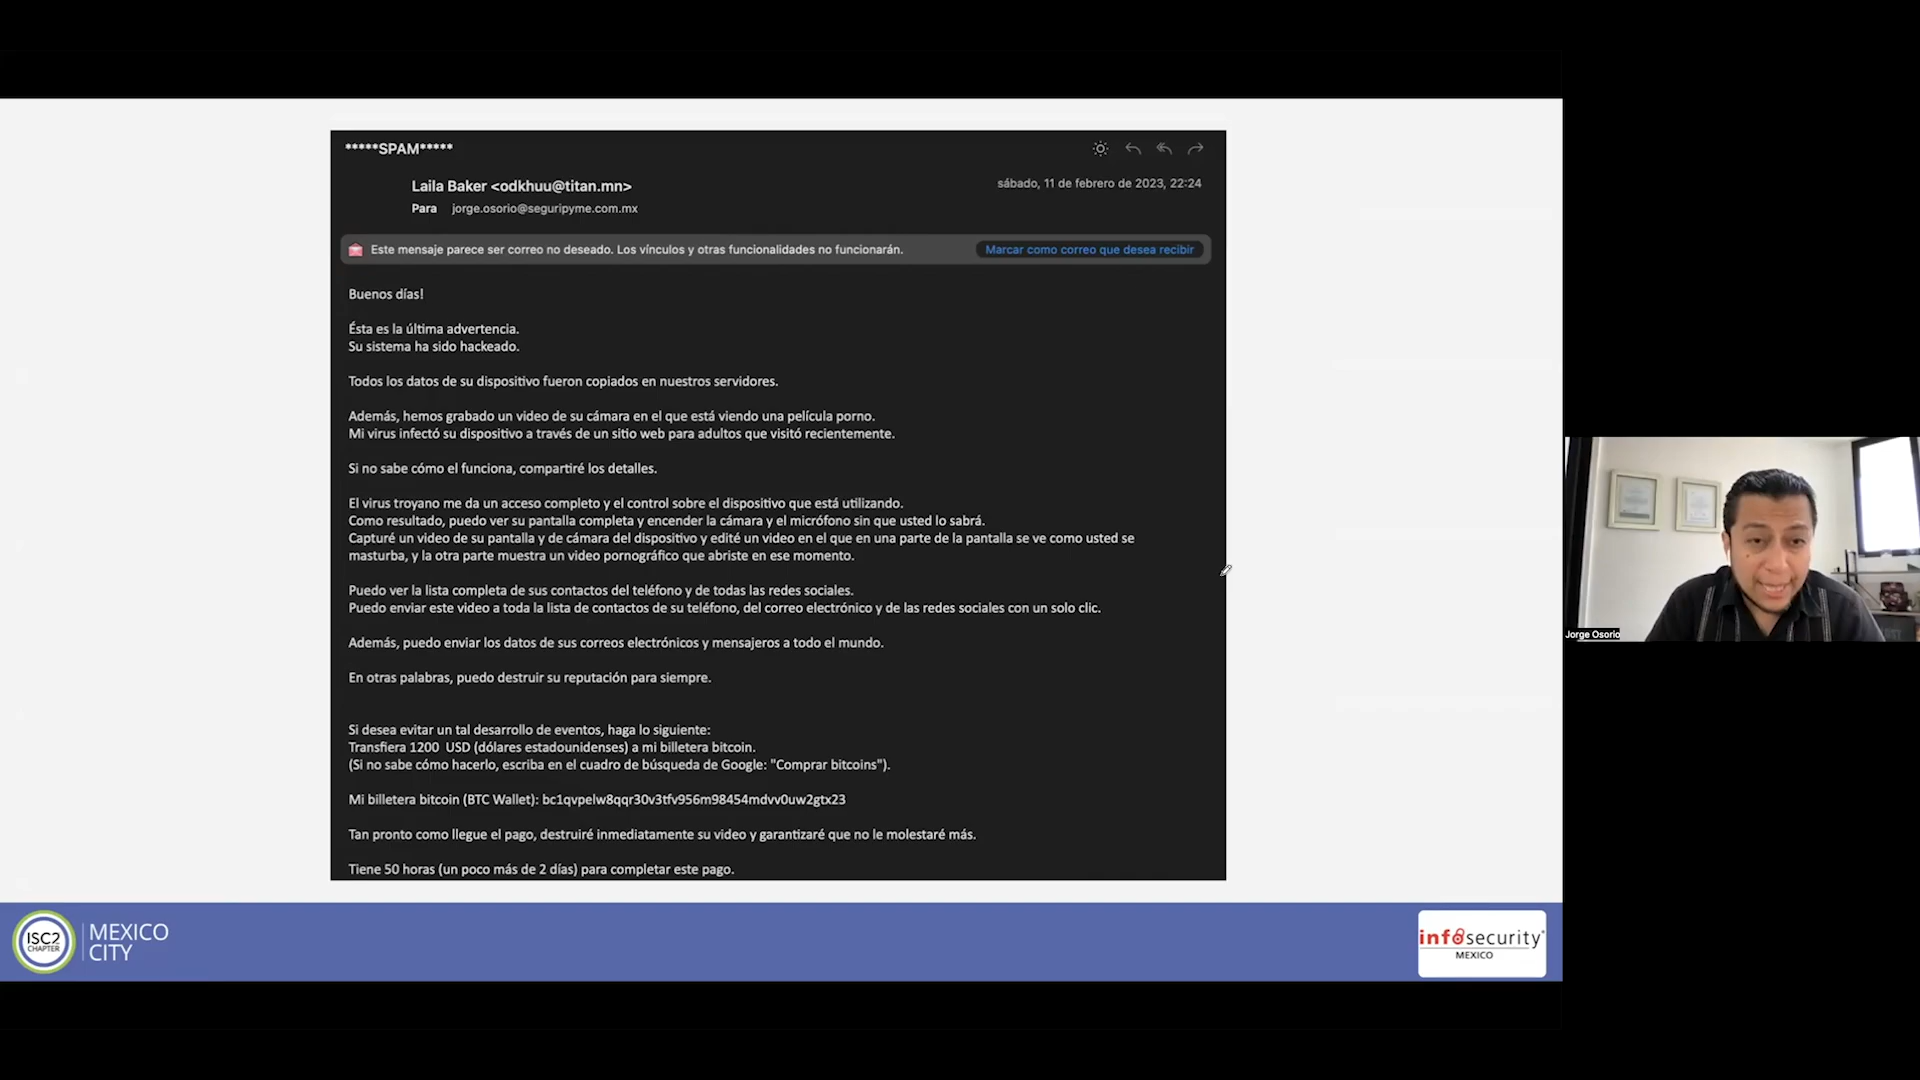 *****SPAM*****
Laila Baker <odkhuu@titan.mn>
sábado, 11 de febrero de 2023, 22:24
Para jorge.osorio@seguripyme.com.mx
Este mensaje parece ser correo no deseado. Los vínculos y otras funcionalidades no funcionarán.
Marcar como correo que desea recibir
Buenos días!
Ésta es la última advertencia.
Su sistema ha sido hackeado.
Todos los datos de su dispositivo fueron copiados en nuestros servidores.
Además, hemos grabado un video de su cámara en el que está viendo una película porno.
Mi virus infectó su dispositivo a través de un sitio web para adultos que visitó recientemente.
Si no sabe cómo el funciona, compartiré los detalles.
El virus troyano me da un acceso completo y el control sobre el dispositivo que está utilizando.
Como resultado, puedo ver su pantalla completa y encender la cámara y el micrófono sin que usted lo sabrá.
Capturé un video de su pantalla y de cámara del dispositivo y edité un video en el que en una parte de la pantalla se ve como usted se
masturba, y la otra parte muestra un video pornográfico que abriste en ese momento.
Puedo ver la lista completa de sus contactos del teléfono y de todas las redes sociales.
Puedo enviar este video a toda la lista de contactos de su teléfono, del correo electrónico y de las redes sociales con un solo clic.
Además, puedo enviar los datos de sus correos electrónicos y mensajeros a todo el mundo.
En otras palabras, puedo destruir su reputación para siempre.
Si desea evitar un tal desarrollo de eventos, haga lo siguiente:
Transfiera 1200 USD (dólares estadounidenses) a mi billetera bitcoin.
(Si no sabe cómo hacerlo, escriba en el cuadro de búsqueda de Google: "Comprar bitcoins").
Mi billetera bitcoin (BTC Wallet): bc1qvpelw8qqr30v3tfv956m98454mdvv0uw2gtx23
Tan pronto como llegue el pago, destruiré inmediatamente su video y garantizaré que no le molestaré más.
Tiene 50 horas (un poco más de 2 días) para completar este pago.
Jorge Osorio
ISC2
CHAPTER
MEXICO
CITY
infosecurity
MEXICO